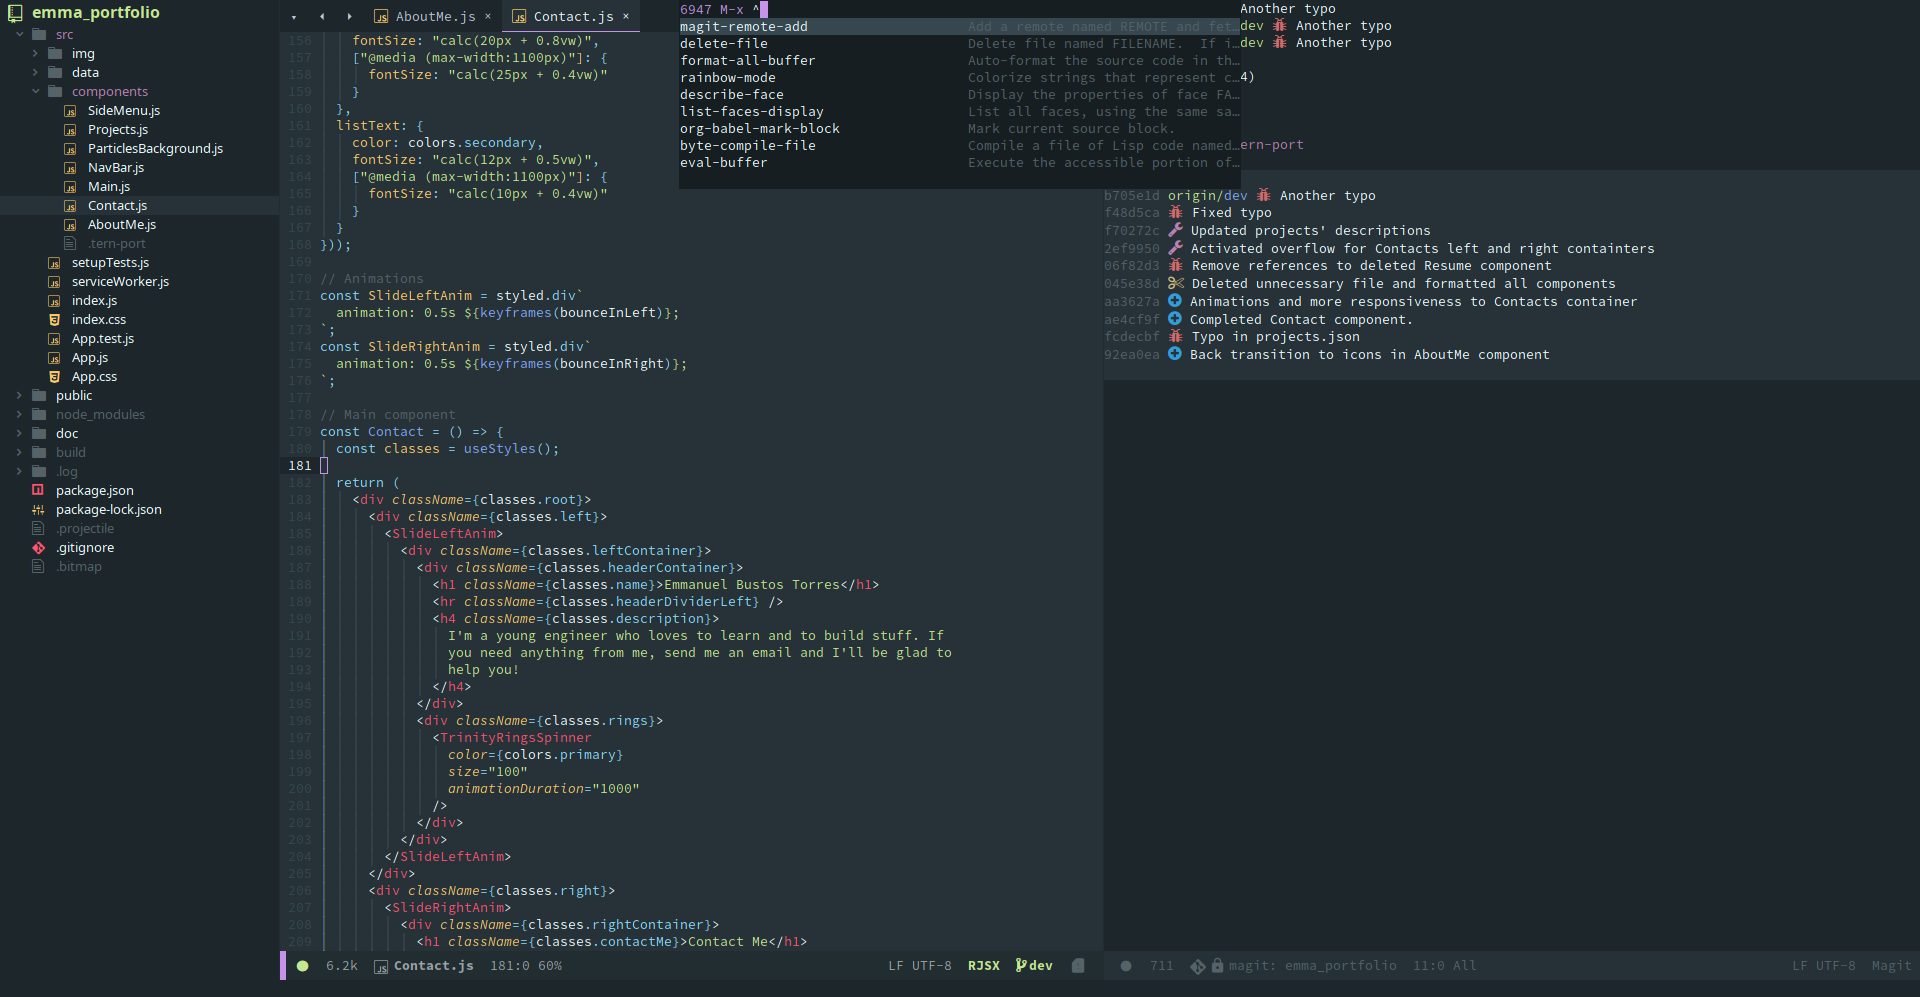 emma_portfolio
src
img
data
components
SideMenu.js
Projects.js
ParticlesBackground.js
NavBar.js
Main.js
Contact.js
AboutMe.js
.tern-port
setupTests.js
serviceWorker.js
index.js
index.css
App.test.js
App.js
App.css
public
node_modules
doc
build
.log
package.json
package-lock.json
.projectile
.gitignore
.bitmap
AboutMe.js × Contact.js ×
156 fontSize: "calc(20px + 0.8vw)",
157 ["@media (max-width:1100px)"]: {
158 fontSize: "calc(25px + 0.4vw)"
159 }
160 },
161 listText: {
162 color: colors.secondary,
163 fontSize: "calc(12px + 0.5vw)",
164 ["@media (max-width:1100px)"]: {
165 fontSize: "calc(10px + 0.4vw)"
166 }
167 }
168 }));
169
170 // Animations
171 const SlideLeftAnim = styled.div`
172 animation: 0.5s ${keyframes(bounceInLeft)};
173 `;
174 const SlideRightAnim = styled.div`
175 animation: 0.5s ${keyframes(bounceInRight)};
176 `;
177
178 // Main component
179 const Contact = () => {
180 const classes = useStyles();
181
182 return (
183 <div className={classes.root}>
184 <div className={classes.left}>
185 <SlideLeftAnim>
186 <div className={classes.leftContainer}>
187 <div className={classes.headerContainer}>
188 <h1 className={classes.name}>Emmanuel Bustos Torres</h1>
189 <hr className={classes.headerDividerLeft} />
190 <h4 className={classes.description}>
191 I'm a young engineer who loves to learn and to build stuff. If
192 you need anything from me, send me an email and I'll be glad to
193 help you!
194 </h4>
195 </div>
196 <div className={classes.rings}>
197 <TrinityRingsSpinner
198 color={colors.primary}
199 size="100"
200 animationDuration="1000"
201 />
202 </div>
203 </div>
204 </SlideLeftAnim>
205 </div>
206 <div className={classes.right}>
207 <SlideRightAnim>
208 <div className={classes.rightContainer}>
209 <h1 className={classes.contactMe}>Contact Me</h1>
6.2k Contact.js 181:0 60% LF UTF-8 RJSX dev
6947 M-x ^
magit-remote-add Add a remote named REMOTE and fet…
delete-file Delete file named FILENAME. If i…
format-all-buffer Auto-format the source code in th…
rainbow-mode Colorize strings that represent c…
describe-face Display the properties of face FA…
list-faces-display List all faces, using the same sa…
org-babel-mark-block Mark current source block.
byte-compile-file Compile a file of Lisp code named…
eval-buffer Execute the accessible portion of…
Another typo
dev Another typo
dev Another typo
4)
ern-port
b705e1d origin/dev Another typo
f48d5ca Fixed typo
f70272c Updated projects' descriptions
2ef9950 Activated overflow for Contacts left and right containters
06f82d3 Remove references to deleted Resume component
045e38d Deleted unnecessary file and formatted all components
aa3627a Animations and more responsiveness to Contacts container
ae4cf9f Completed Contact component.
fcdecbf Typo in projects.json
92ea0ea Back transition to icons in AboutMe component
711 magit: emma_portfolio 11:0 All LF UTF-8 Magit